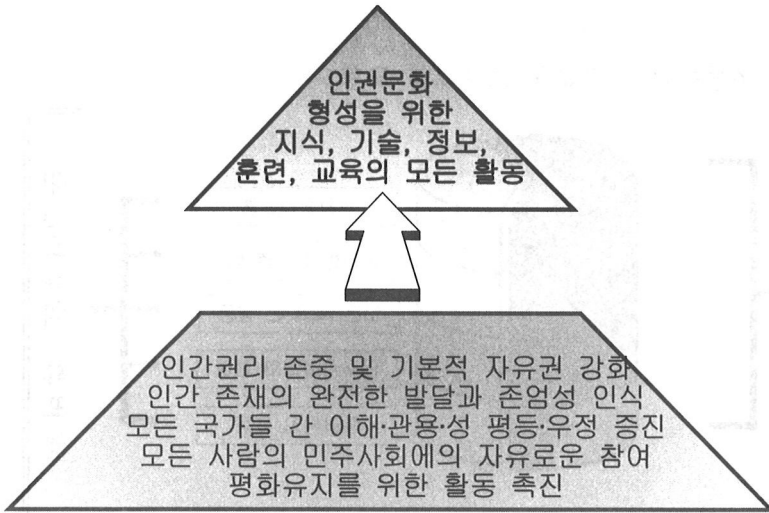 인권문화
형성을 위한
지식, 기술, 정보,
훈련, 교육의 모든 활동
인간권리 존중 및 기본적 자유권 강화
인간 존재의 완전한 발달과 존엄성 인식
모든 국가들 간 이해·관용·성 평등·우정 증진
모든 사람의 민주사회에의 자유로운 참여
평화유지를 위한 활동 촉진